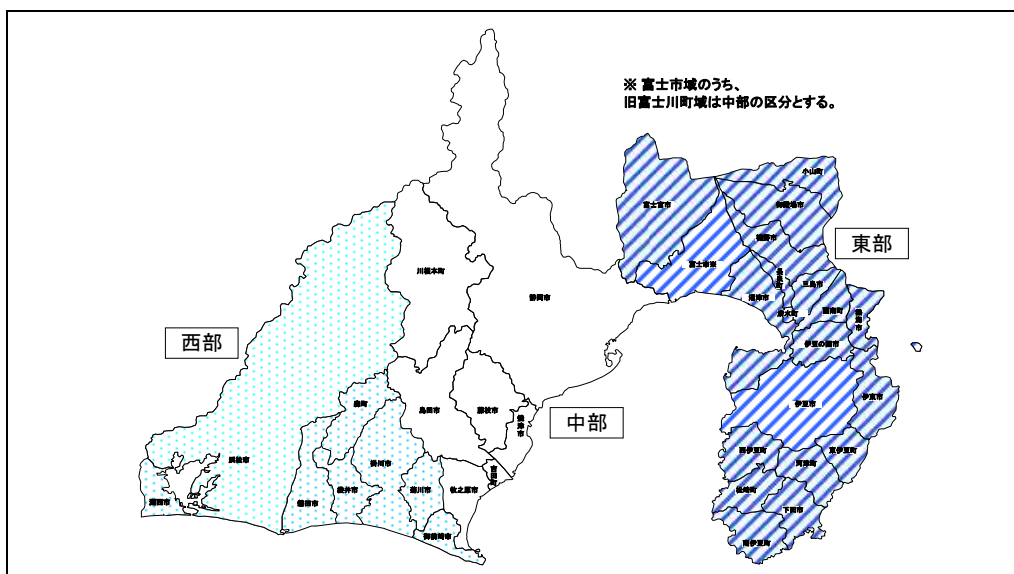 ※ 富士市域のうち、
旧富士川町域は中部の区分とする。
小山町
富士宮市
御殿場市
裾野市
東部
富士市※
長泉町
三島市
沼津市
清水町
函南町
熱海市
伊豆の国市
川根本町
静岡市
西部
伊豆市
伊東市
森町
島田市
藤枝市
焼津市
中部
西伊豆町
東伊豆町
河津町
浜松市
掛川市
吉田町
湖西市
磐田市
袋井市
菊川市
牧之原市
松崎町
下田市
御前崎市
南伊豆町